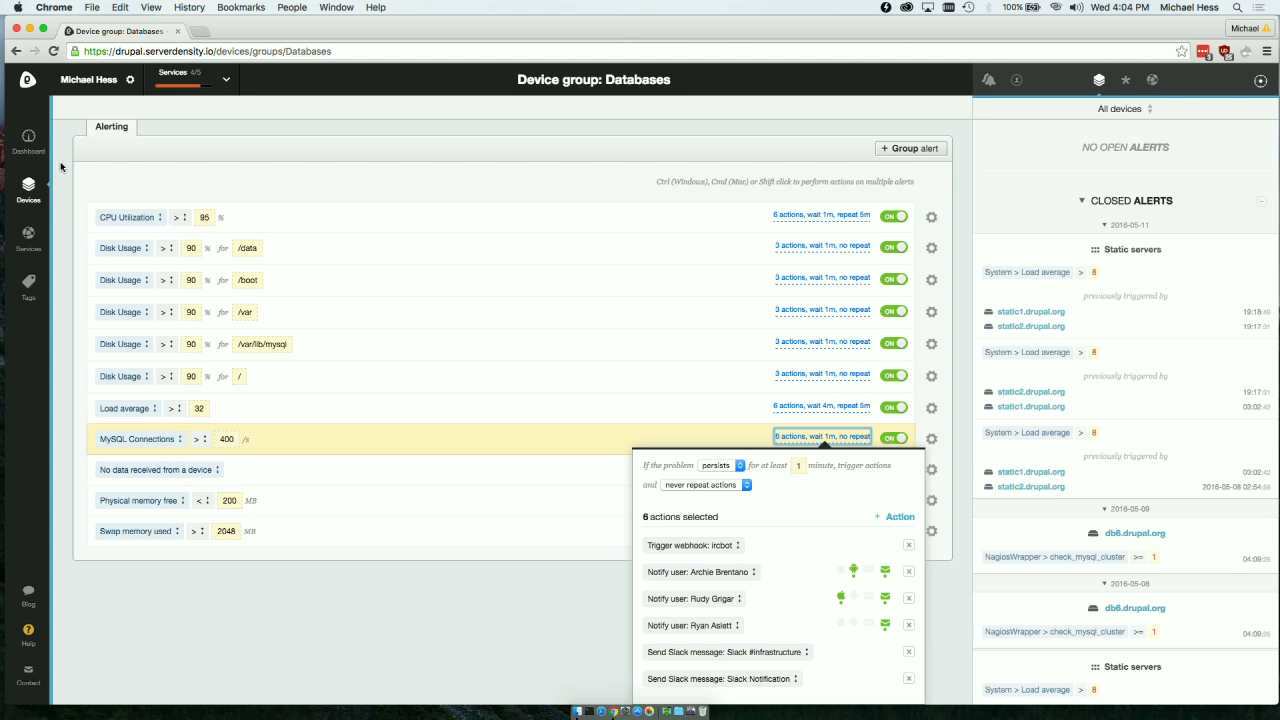 Chrome File Edit View History Bookmarks People Window Help 100% Wed 4:04 PM Michael Hess
Device group: Databases - Michael
https://drupal.serverdensity.io/devices/groups/Databases
Michael Hess Services 4/5 Device group: Databases
All devices
Alerting
Dashboard
Devices
Services
Tags
Blog
Help
Contact
+ Group alert
Ctrl (Windows), Cmd (Mac) or Shift click to perform actions on multiple alerts
CPU Utilization > 95 % 6 actions, wait 1m, repeat 5m ON
Disk Usage > 90 % for /data 3 actions, wait 1m, no repeat ON
Disk Usage > 90 % for /boot 3 actions, wait 1m, no repeat ON
Disk Usage > 90 % for /var 3 actions, wait 1m, no repeat ON
Disk Usage > 90 % for /var/lib/mysql 3 actions, wait 1m, no repeat ON
Disk Usage > 90 % for / 3 actions, wait 1m, no repeat ON
Load average > 32 6 actions, wait 4m, repeat 5m ON
MySQL Connections > 400 /s 6 actions, wait 1m, no repeat ON
No data received from a device
Physical memory free < 200 MB
Swap memory used > 2048 MB
If the problem persists for at least 1 minute, trigger actions
and never repeat actions
6 actions selected + Action
Trigger webhook: ircbot
Notify user: Archie Brentano
Notify user: Rudy Grigar
Notify user: Ryan Aslett
Send Slack message: Slack #infrastructure
Send Slack message: Slack Notification
NO OPEN ALERTS
CLOSED ALERTS
2016-05-11
Static servers
System > Load average > 8
previously triggered by
static1.drupal.org 19:18
static2.drupal.org 19:17
System > Load average > 8
previously triggered by
static2.drupal.org 19:17
static1.drupal.org 03:02
System > Load average > 8
previously triggered by
static1.drupal.org 03:02
static2.drupal.org 2016-05-08 02:54
2016-05-09
db6.drupal.org
NagiosWrapper > check_mysql_cluster >= 1 04:09
2016-05-08
db6.drupal.org
NagiosWrapper > check_mysql_cluster >= 1 04:09
Static servers
System > Load average > 8